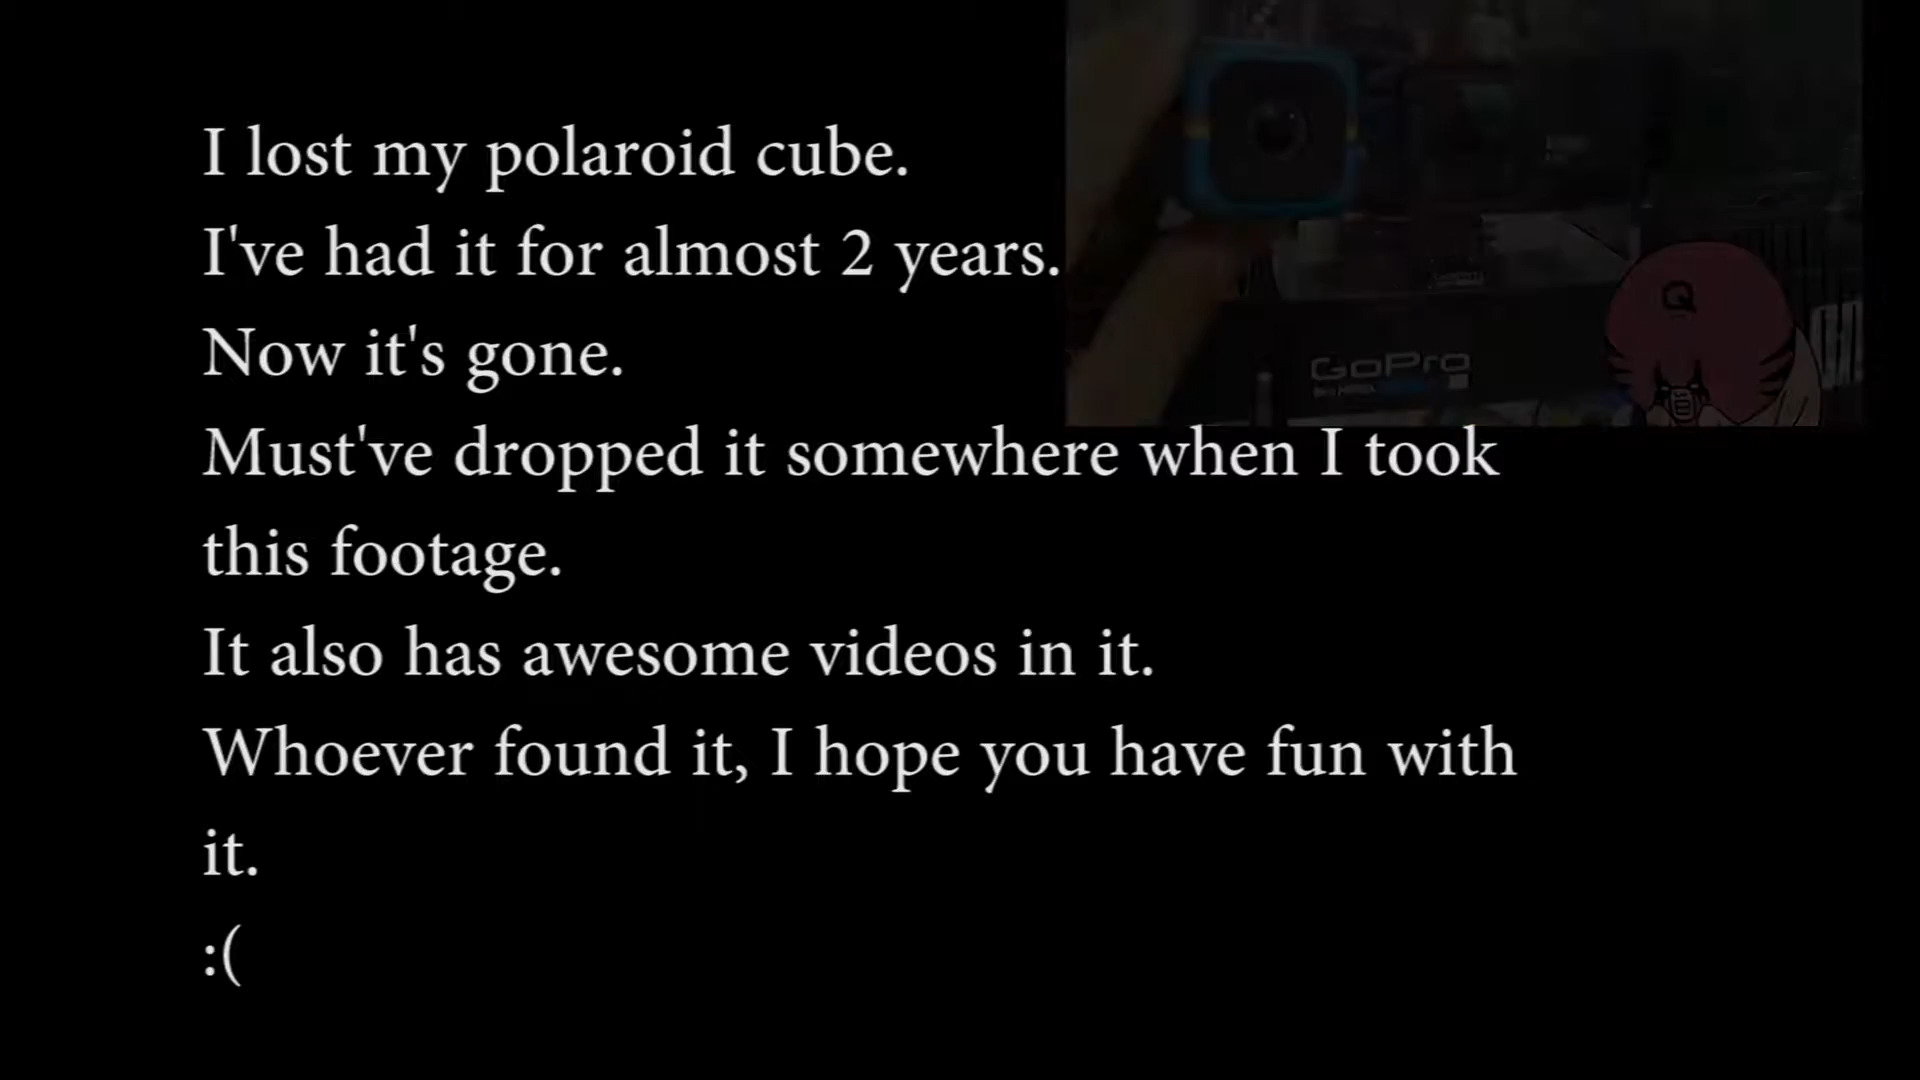 I lost my polaroid cube.
I've had it for almost 2 years.
Now it's gone.
Must've dropped it somewhere when I took
this footage.
It also has awesome videos in it.
Whoever found it, I hope you have fun with
it.
:(
Q
GoPro